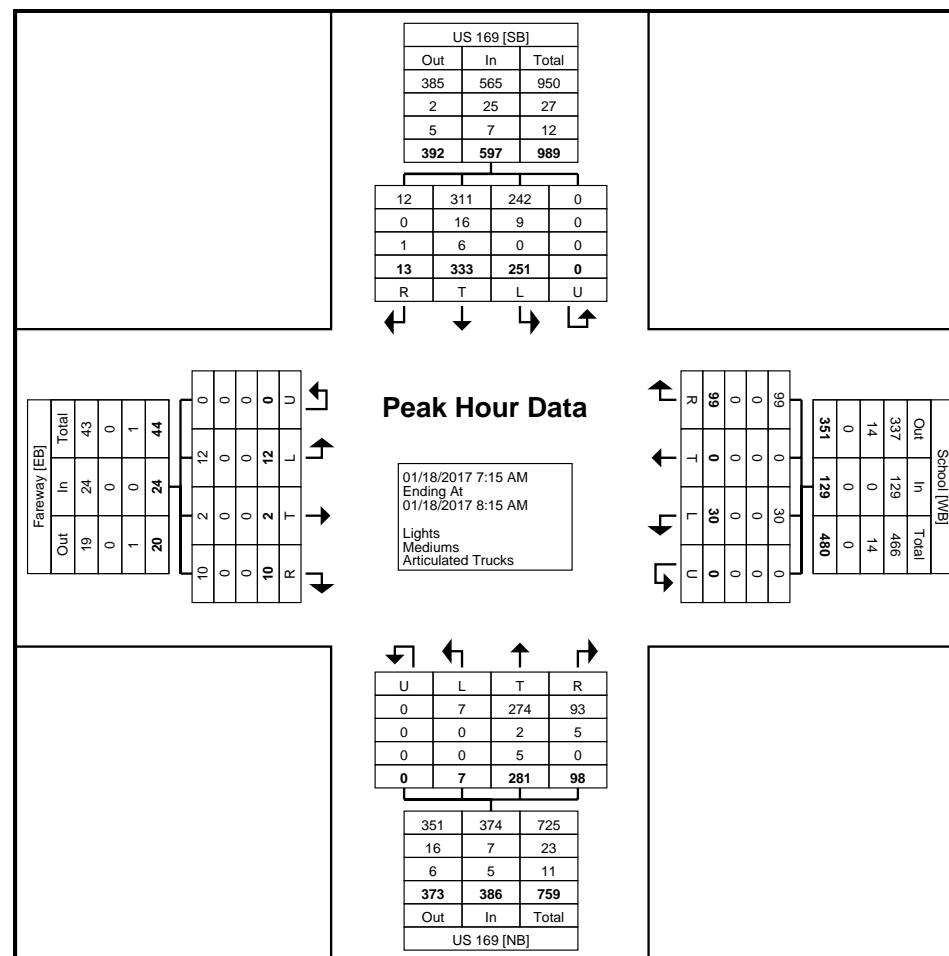 US 169 [SB]
Out In Total
385 565 950
2 25 27
5 7 12
392 597 989
12 311 242 0
0 16 9 0
1 6 0 0
13 333 251 0
R T L U
Fareway [EB]
Total In Out
43 24 19
0 0 0
1 0 1
44 24 20
0 12 2 10
0 0 0 0
0 0 0 0
0 12 2 10
U L T R
Peak Hour Data
01/18/2017 7:15 AM
Ending At
01/18/2017 8:15 AM
Lights
Mediums
Articulated Trucks
R T L U
99 0 30 0
0 0 0 0
0 0 0 0
99 0 30 0
351 129 480
0 0 0
14 0 14
337 129 466
Out In Total
School [WB]
U L T R
0 7 274 93
0 0 2 5
0 0 5 0
0 7 281 98
351 374 725
16 7 23
6 5 11
373 386 759
Out In Total
US 169 [NB]